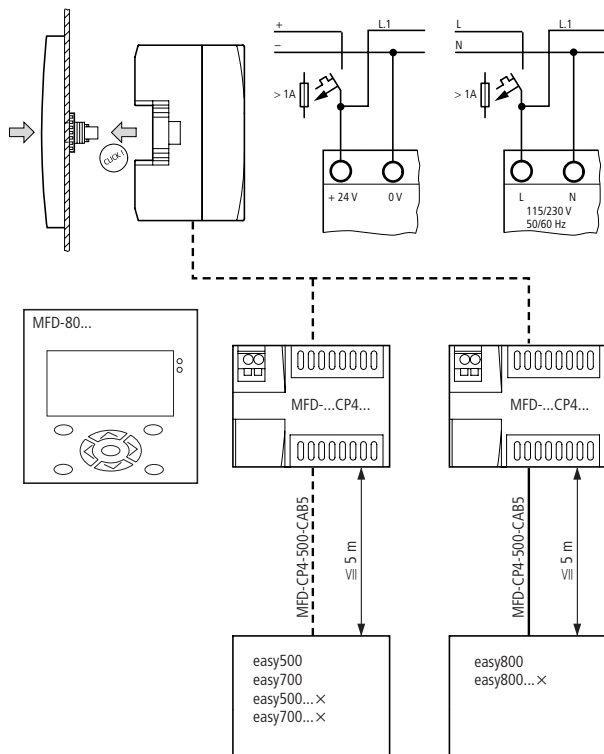 +
L.1
–
> 1A
+ 24 V
0 V
L
L.1
N
> 1A
L
N
115/230 V
50/60 Hz
CLICK !
MFD-80...
MFD-...CP4...
MFD-...CP4...
MFD-CP4-500-CAB5
≦ 5 m
MFD-CP4-500-CAB5
≦ 5 m
easy500
easy700
easy500...×
easy700...×
easy800
easy800...×